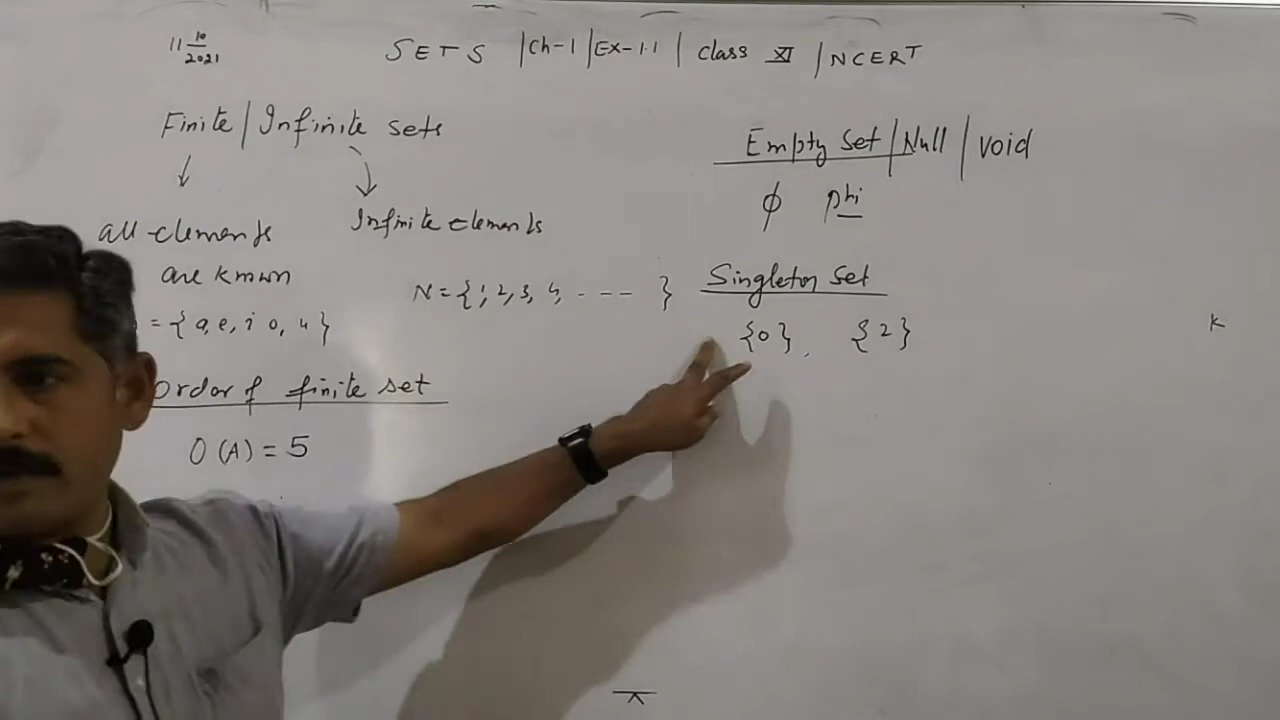 11 10/2021
SETS | Ch-1 | Ex-1.1 | class XI | NCERT
Finite / Infinite sets
all elements
are known
= { a, e, i o, u }
Infinite elements
N = { 1, 2, 3, 4, - - - - }
Order of finite set
O (A) = 5
Empty Set / Null / void
ϕ phi
Singleton Set
{0}, {2}
K